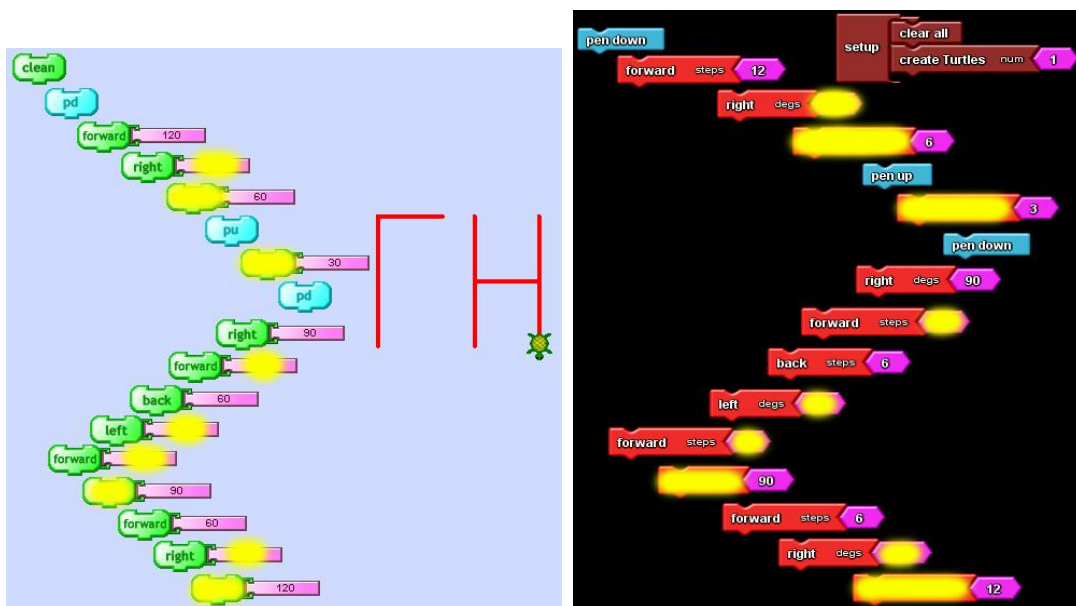 clean
pd
forward 120
right
60
pu
30
pd
right 90
forward
back 60
left
forward
90
forward 60
right
120
pen down
setup
clear all
create Turtles num 1
forward steps 12
right degs
6
pen up
3
pen down
right degs 90
forward steps
back steps 6
left degs
forward steps
90
forward steps 6
right degs
12